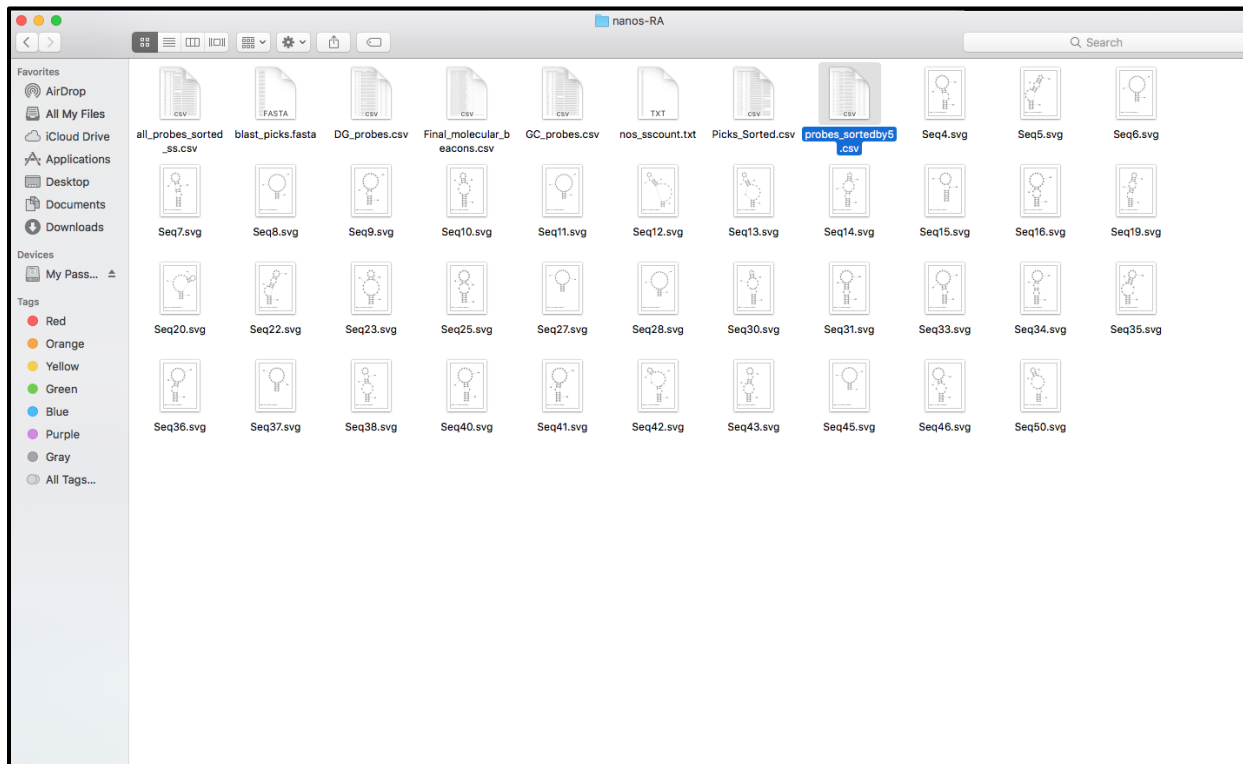 nanos-RA
Search
Favorites
AirDrop
All My Files
iCloud Drive
Applications
Desktop
Documents
Downloads
Devices
My Pass...
Tags
Red
Orange
Yellow
Green
Blue
Purple
Gray
All Tags...
CSV FASTA CSV CSV CSV TXT CSV CSV
all_probes_sorted
_ss.csv
blast_picks.fasta
DG_probes.csv
Final_molecular_b
eacons.csv
GC_probes.csv
nos_sscount.txt
Picks_Sorted.csv
probes_sortedby5
.csv
Seq4.svg
Seq5.svg
Seq6.svg
Seq7.svg
Seq8.svg
Seq9.svg
Seq10.svg
Seq11.svg
Seq12.svg
Seq13.svg
Seq14.svg
Seq15.svg
Seq16.svg
Seq19.svg
Seq20.svg
Seq22.svg
Seq23.svg
Seq25.svg
Seq27.svg
Seq28.svg
Seq30.svg
Seq31.svg
Seq33.svg
Seq34.svg
Seq35.svg
Seq36.svg
Seq37.svg
Seq38.svg
Seq40.svg
Seq41.svg
Seq42.svg
Seq43.svg
Seq45.svg
Seq46.svg
Seq50.svg